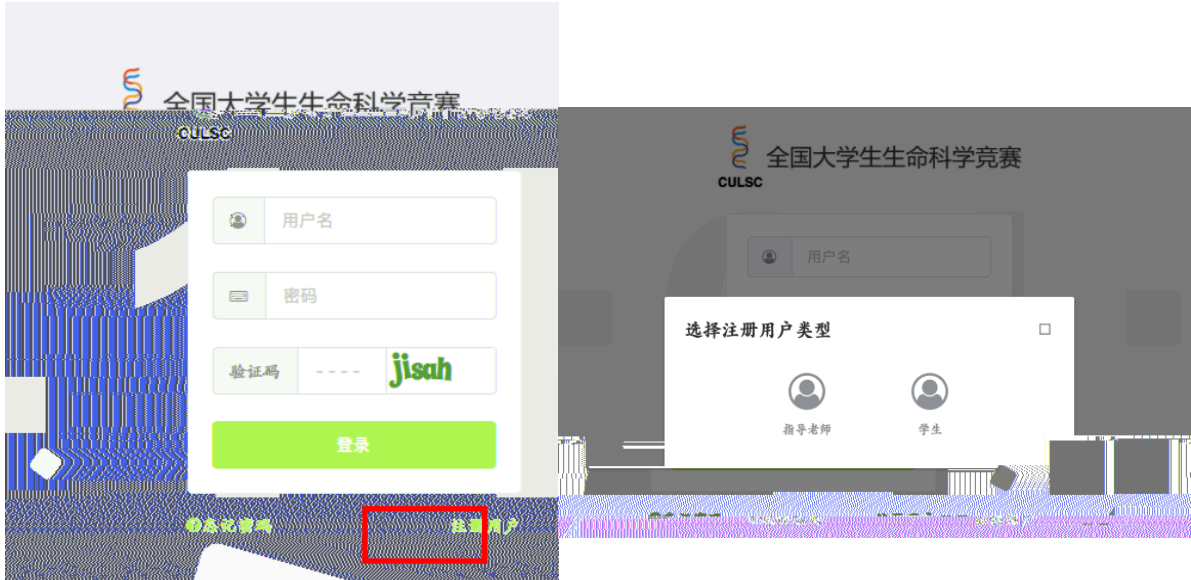 全国大学生生命科学竞赛
CULSC
用户名
密码
验证码 ---- jisah
登录
忘记密码 注册用户
全国大学生生命科学竞赛
CULSC
用户名
选择注册用户类型
指导老师 学生